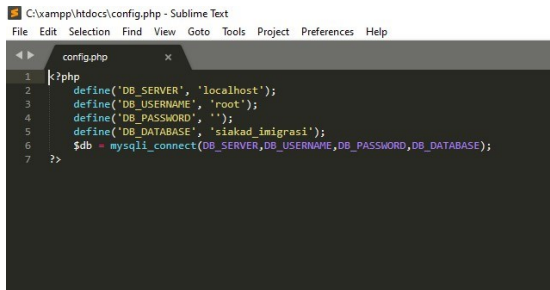 C:\xampp\htdocs\config.php - Sublime Text
File Edit Selection Find View Goto Tools Project Preferences Help
config.php ×
1 <?php
2 define('DB_SERVER', 'localhost');
3 define('DB_USERNAME', 'root');
4 define('DB_PASSWORD', '');
5 define('DB_DATABASE', 'siakad_imigrasi');
6 $db = mysqli_connect(DB_SERVER,DB_USERNAME,DB_PASSWORD,DB_DATABASE);
7 ?>